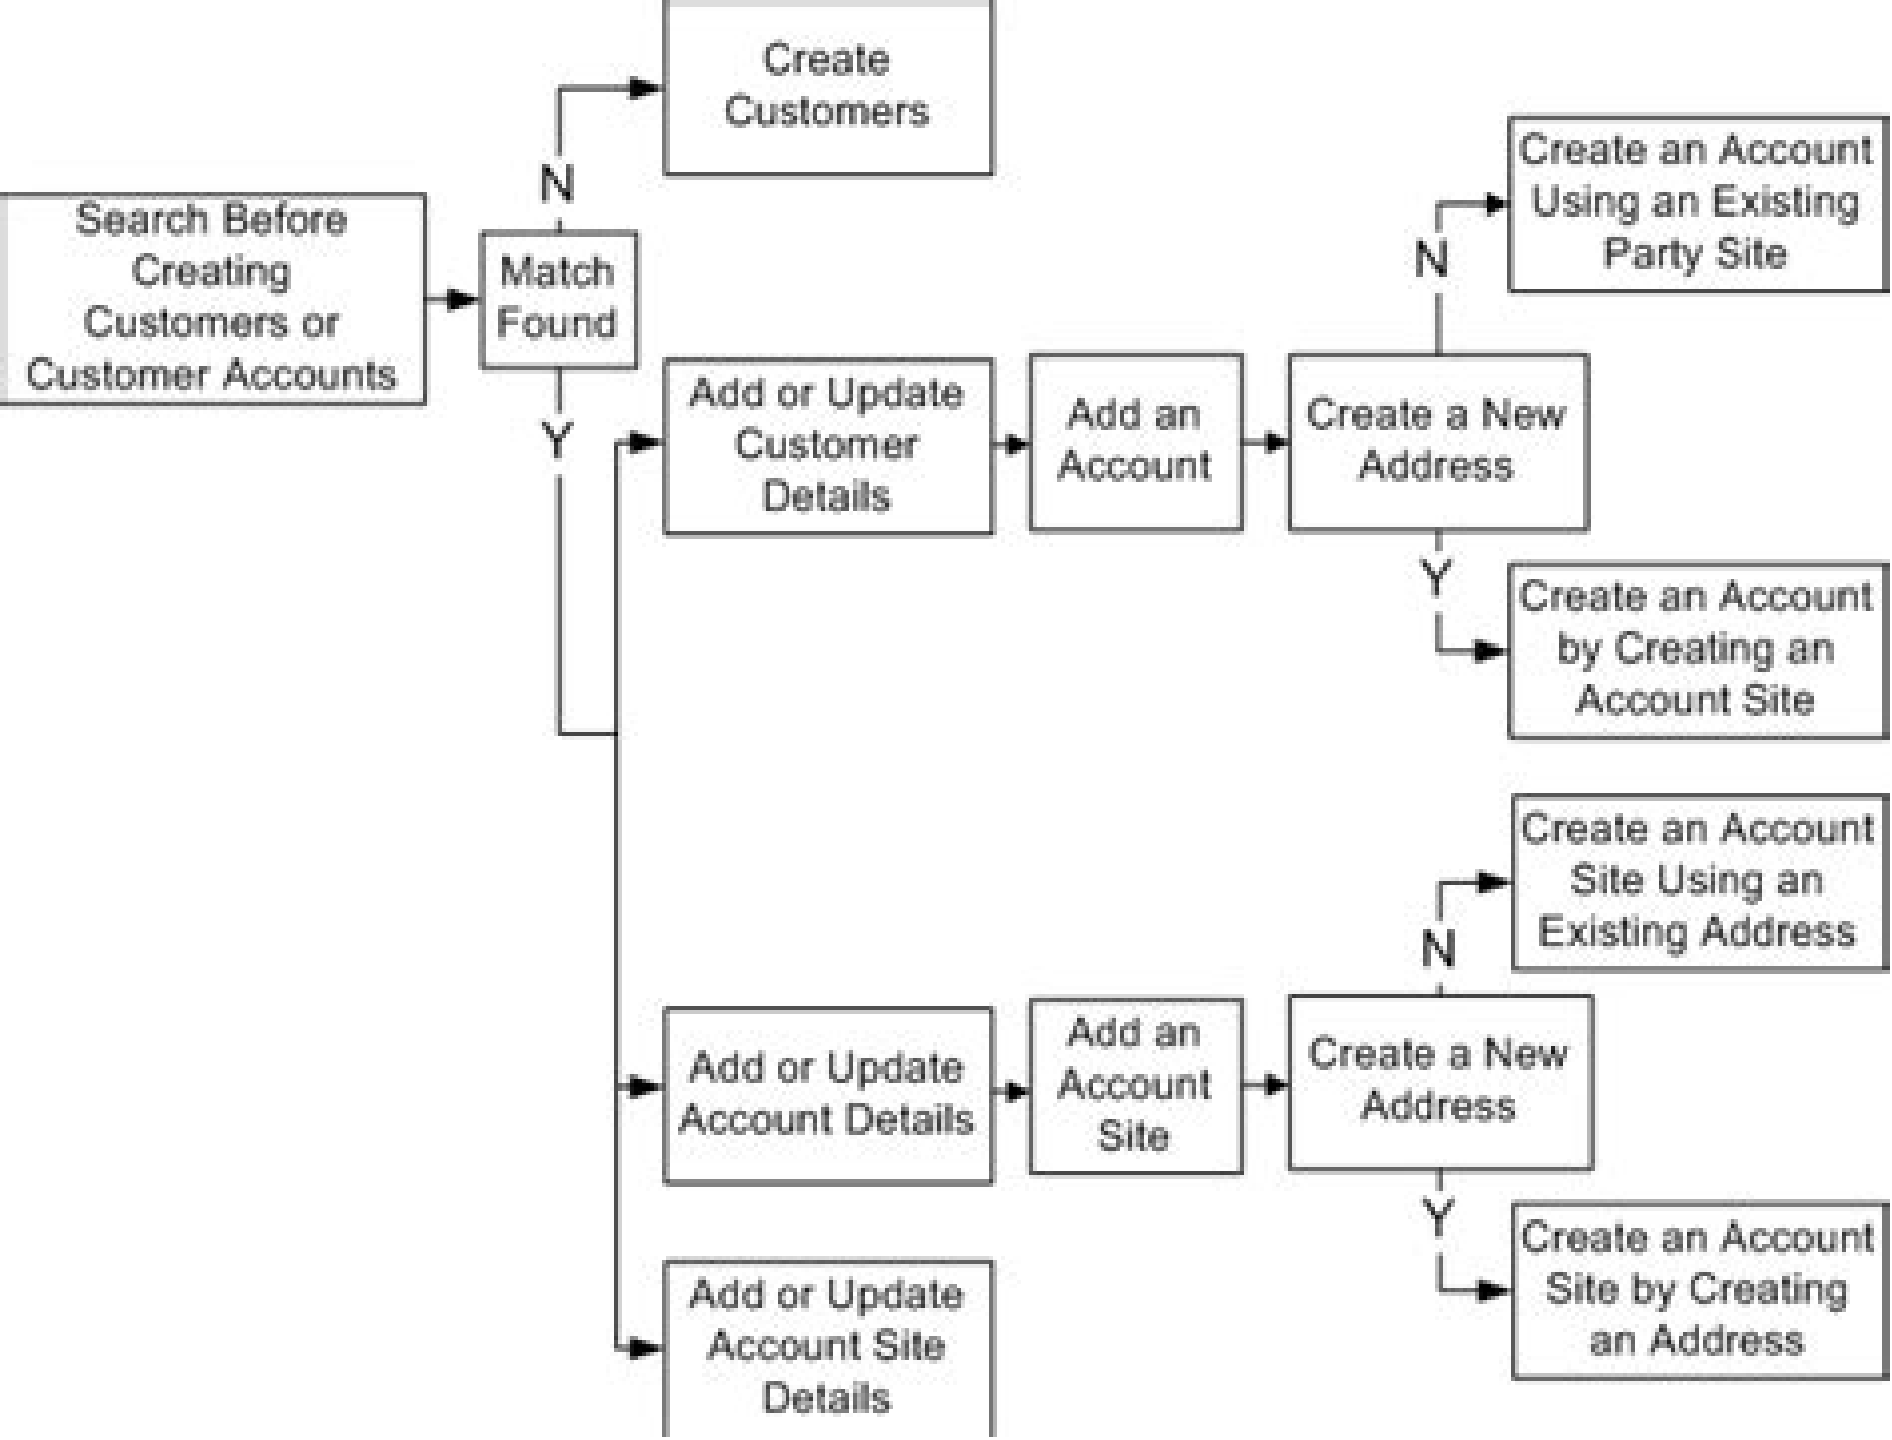 Create
Customers
N
Search Before
Creating
Customers or
Customer Accounts
Match
Found
Y
Add or Update
Customer
Details
Add an
Account
Create a New
Address
N
Create an Account
Using an Existing
Party Site
Y
Create an Account
by Creating an
Account Site
Add or Update
Account Details
Add an
Account
Site
Create a New
Address
N
Create an Account
Site Using an
Existing Address
Y
Create an Account
Site by Creating
an Address
Add or Update
Account Site
Details